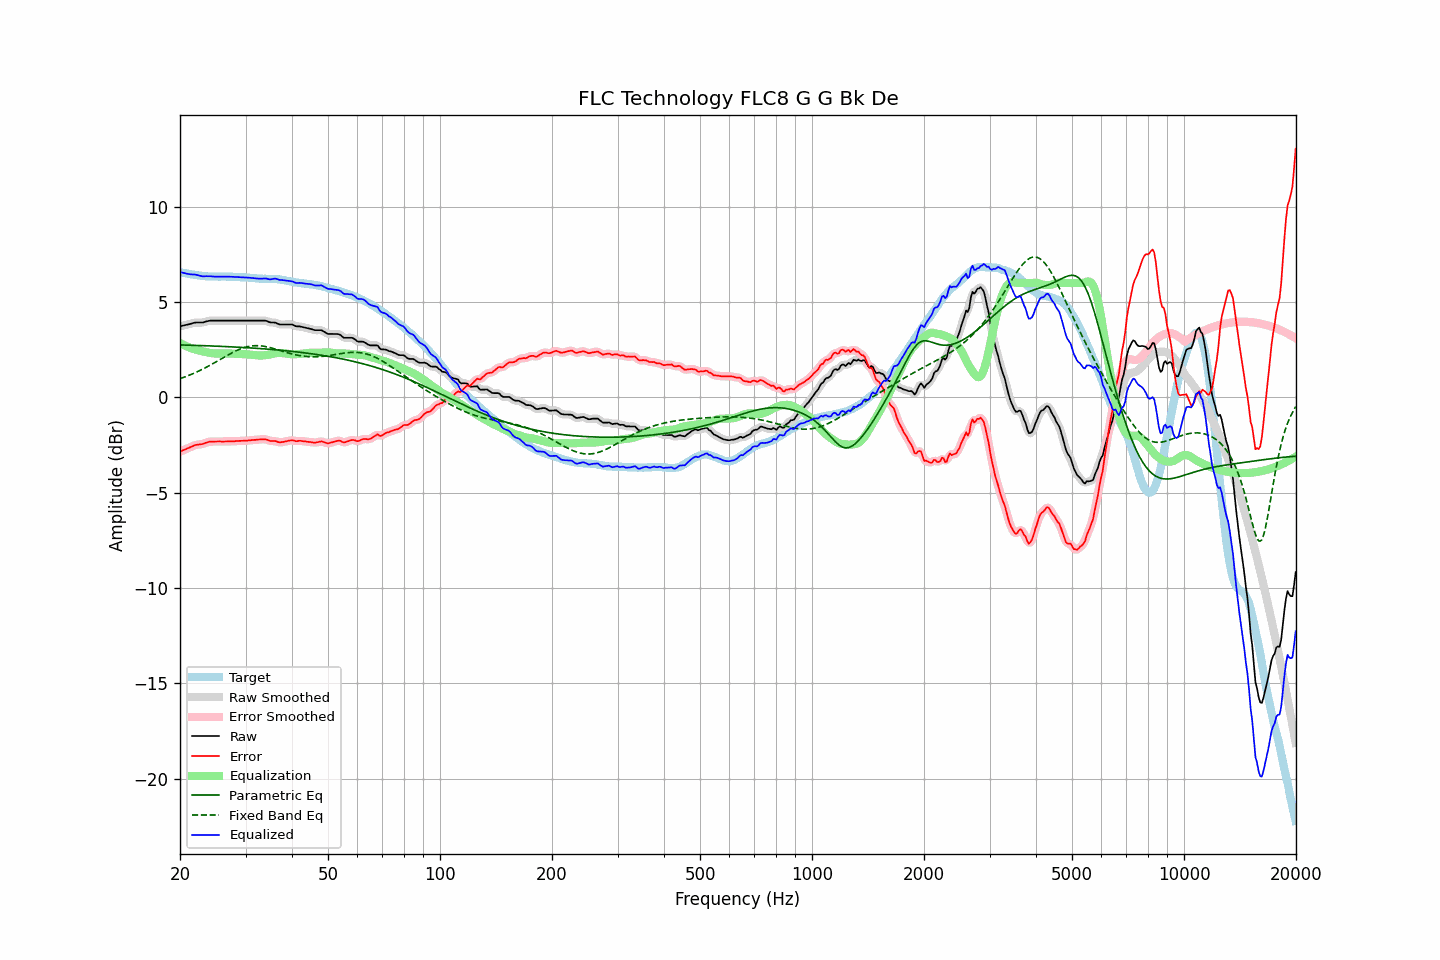 FLC Technology FLC8 G G Bk De
Amplitude (dBr)
10
5
0
−5
−10
−15
−20
Target
Raw Smoothed
Error Smoothed
Raw
Error
Equalization
Parametric Eq
Fixed Band Eq
Equalized
20 50 100 200 500 1000 2000 5000 10000 20000
Frequency (Hz)